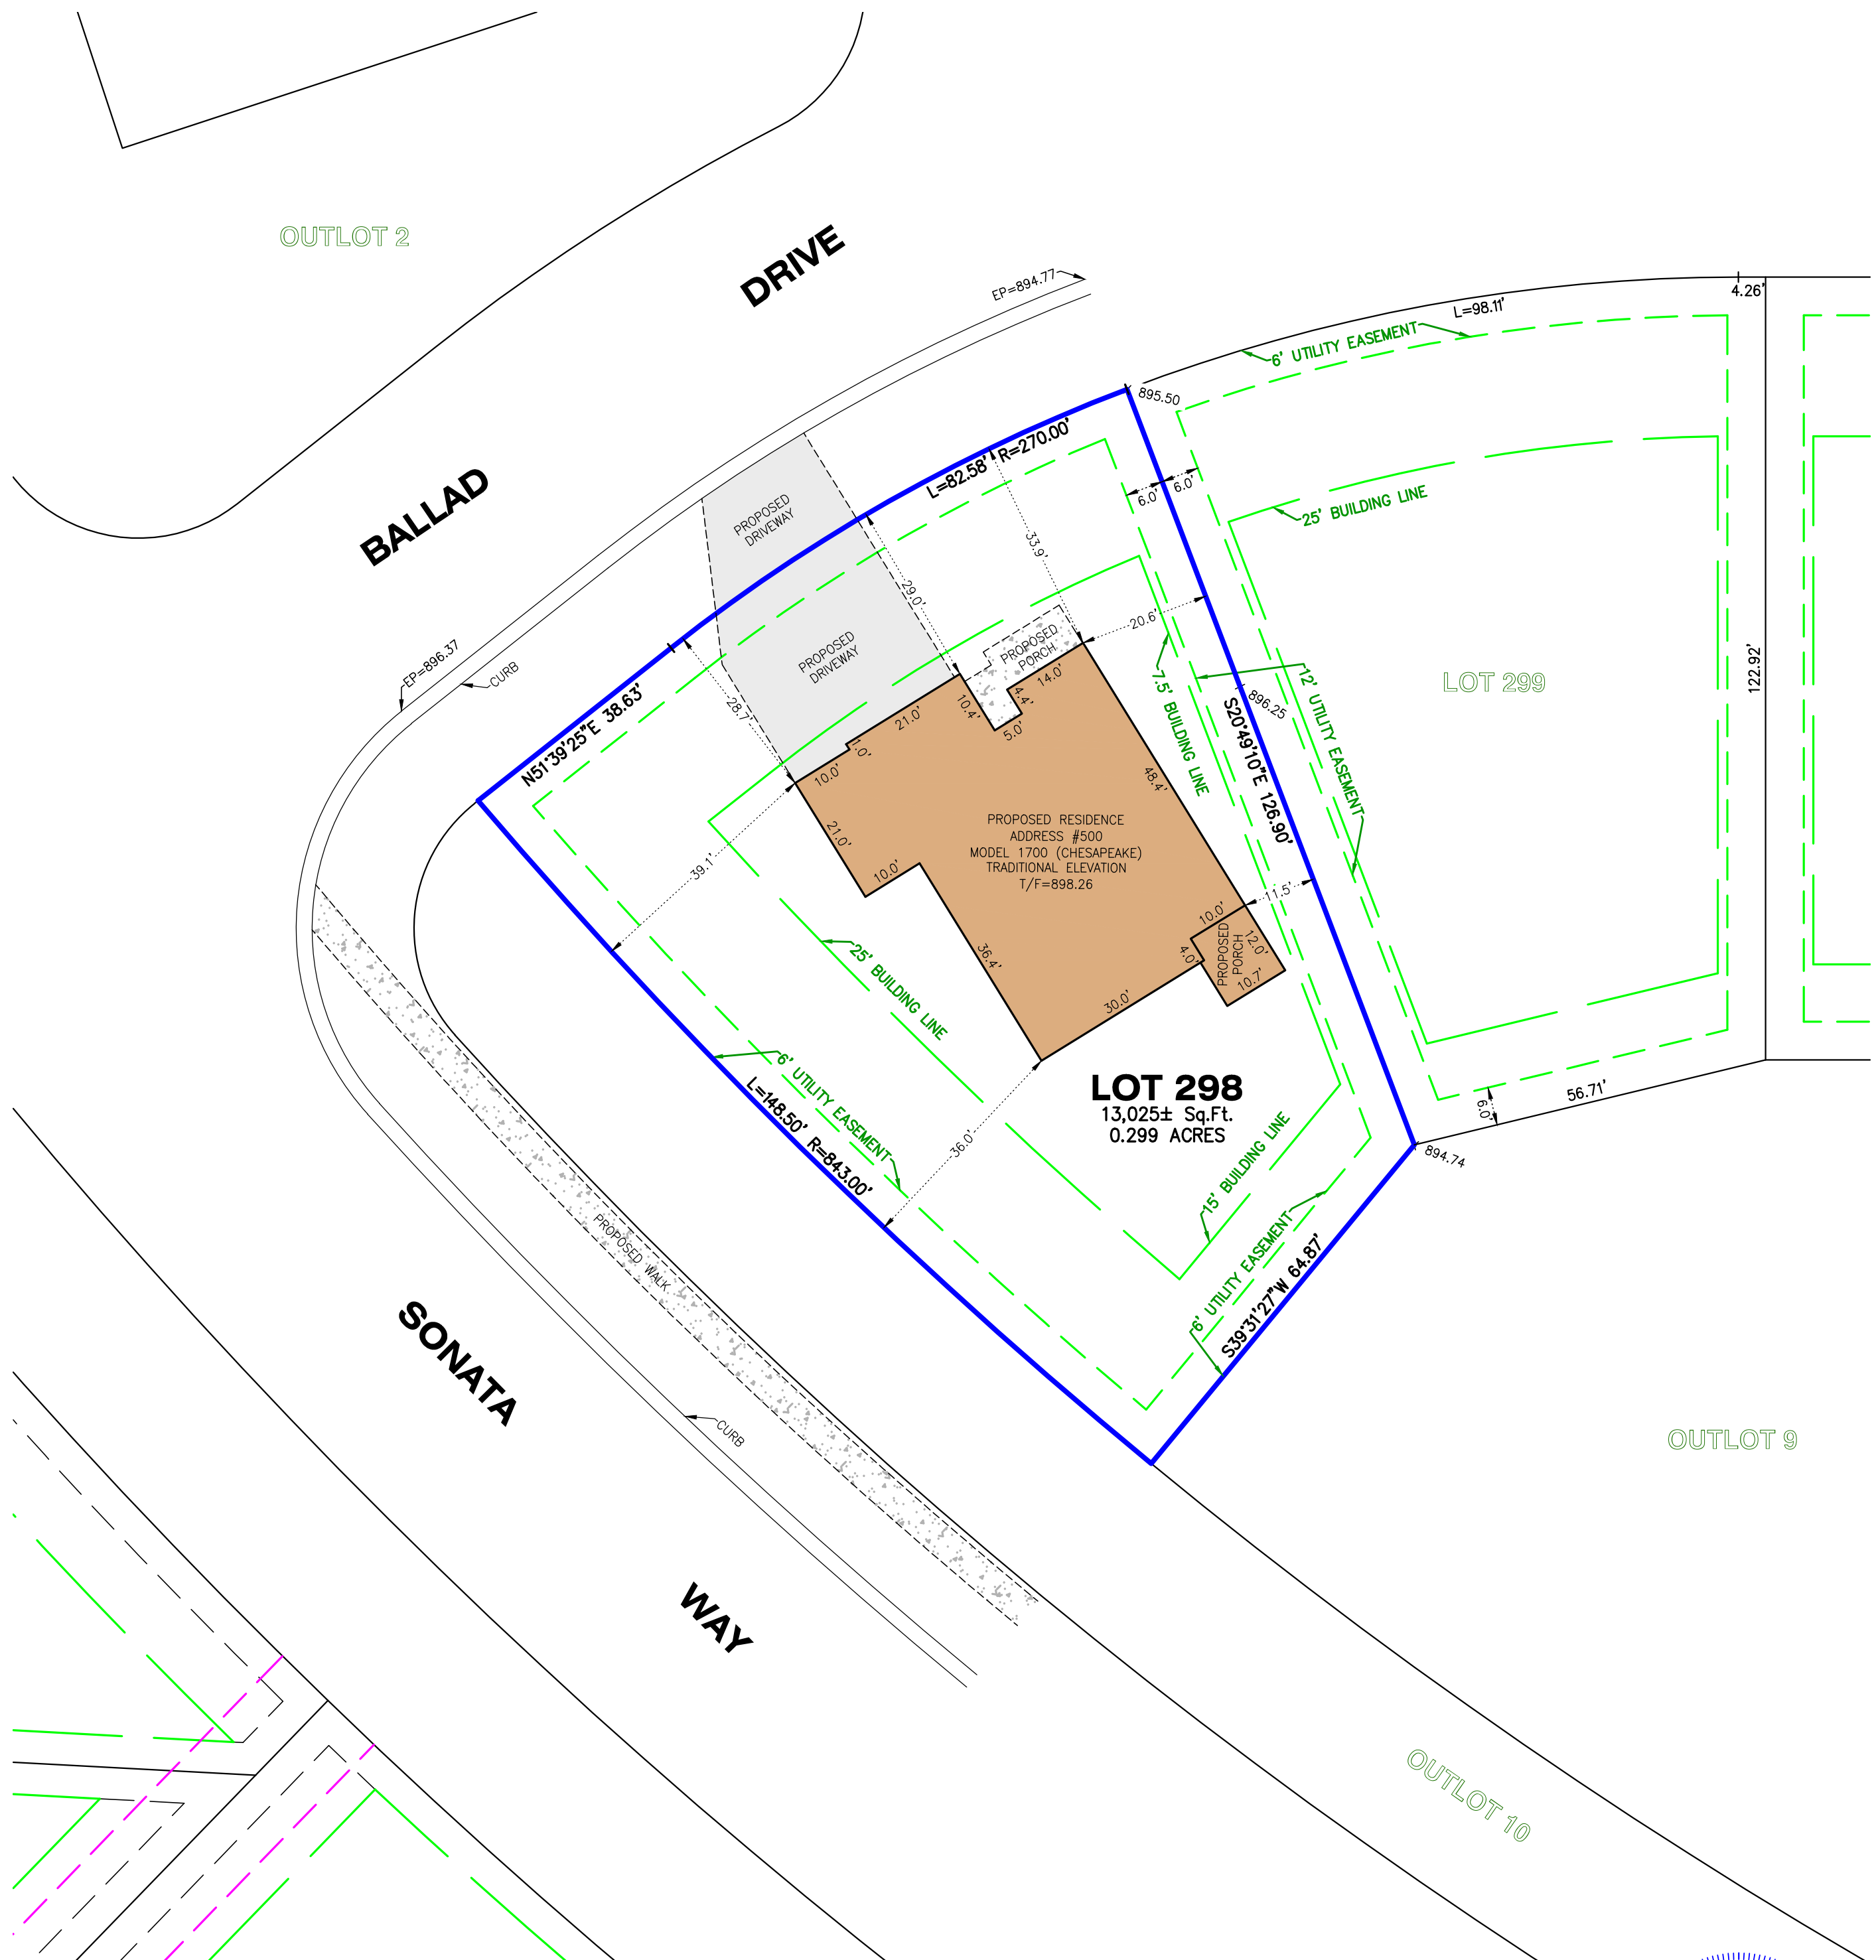 OUTLOT 2
BALLAD
DRIVE
EP=894.77
EP=896.37
CURB
4.26'
L=98.11'
6' UTILITY EASEMENT
895.50
25' BUILDING LINE
LOT 299
122.92'
L=82.58' R=270.00'
6.0'
6.0'
PROPOSED
DRIVEWAY
PROPOSED
DRIVEWAY
29.0'
33.9'
20.6'
28.7'
N51°39'25"E 38.63'
PROPOSED
PORCH
14.0'
4.4'
5.0'
10.4'
21.0'
1.0'
10.0'
21.0'
10.0'
39.1'
48.4'
7.5' BUILDING LINE
12' UTILITY EASEMENT
896.25
S20°49'10"E 126.90'
PROPOSED RESIDENCE
ADDRESS #500
MODEL 1700 (CHESAPEAKE)
TRADITIONAL ELEVATION
T/F=898.26
11.5'
10.0'
PROPOSED
PORCH
12.0'
4.0'
10.7'
36.4'
30.0'
25' BUILDING LINE
6' UTILITY EASEMENT
L=148.50' R=843.00'
36.0'
LOT 298
13,025± Sq.Ft.
0.299 ACRES
15' BUILDING LINE
6' UTILITY EASEMENT
S39°31'27"W 64.87'
6.0'
56.71'
894.74
PROPOSED WALK
SONATA
WAY
CURB
OUTLOT 9
OUTLOT 10